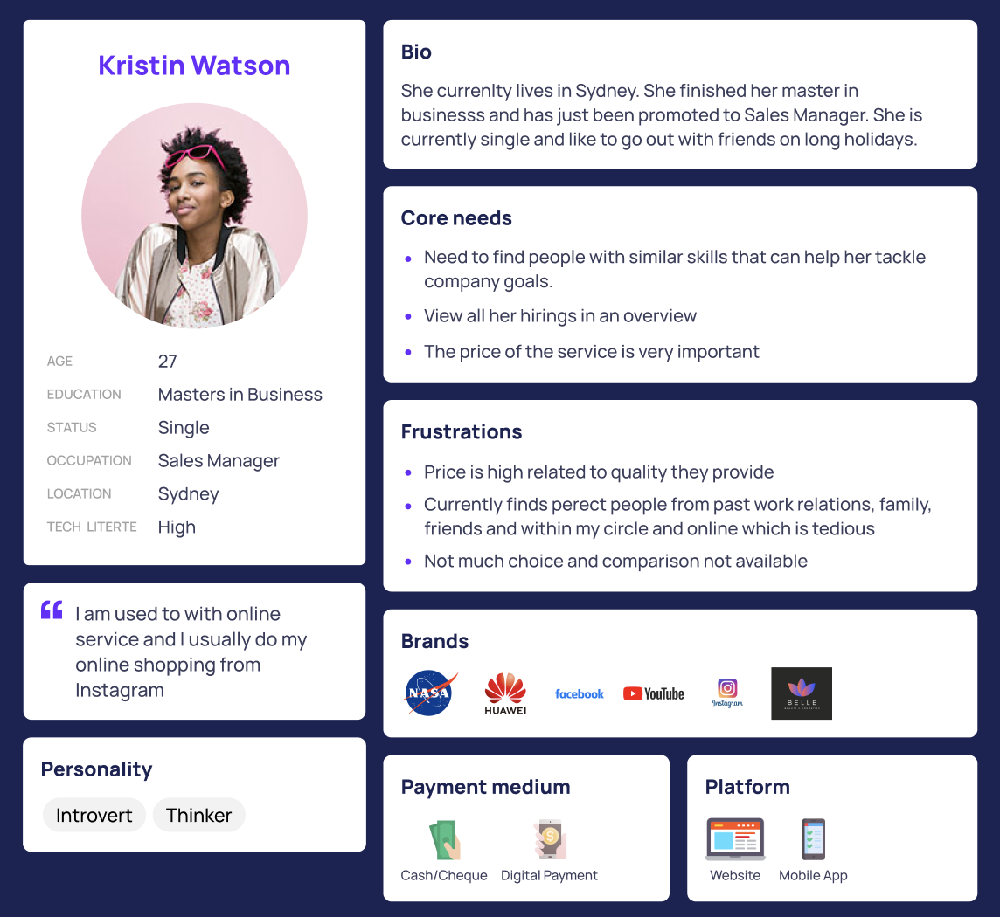 Kristin Watson
AGE 27
EDUCATION Masters in Business
STATUS Single
OCCUPATION Sales Manager
LOCATION Sydney
TECH LITERTE High
I am used to with online
service and I usually do my
online shopping from
Instagram
Personality
Introvert Thinker
Bio
She currenlty lives in Sydney. She finished her master in
businesss and has just been promoted to Sales Manager. She is
currently single and like to go out with friends on long holidays.
Core needs
Need to find people with similar skills that can help her tackle
company goals.
View all her hirings in an overview
The price of the service is very important
Frustrations
Price is high related to quality they provide
Currently finds perect people from past work relations, family,
friends and within my circle and online which is tedious
Not much choice and comparison not available
Brands
NASA HUAWEI facebook YouTube Instagram BELLE
Payment medium
Cash/Cheque Digital Payment
Platform
Website Mobile App